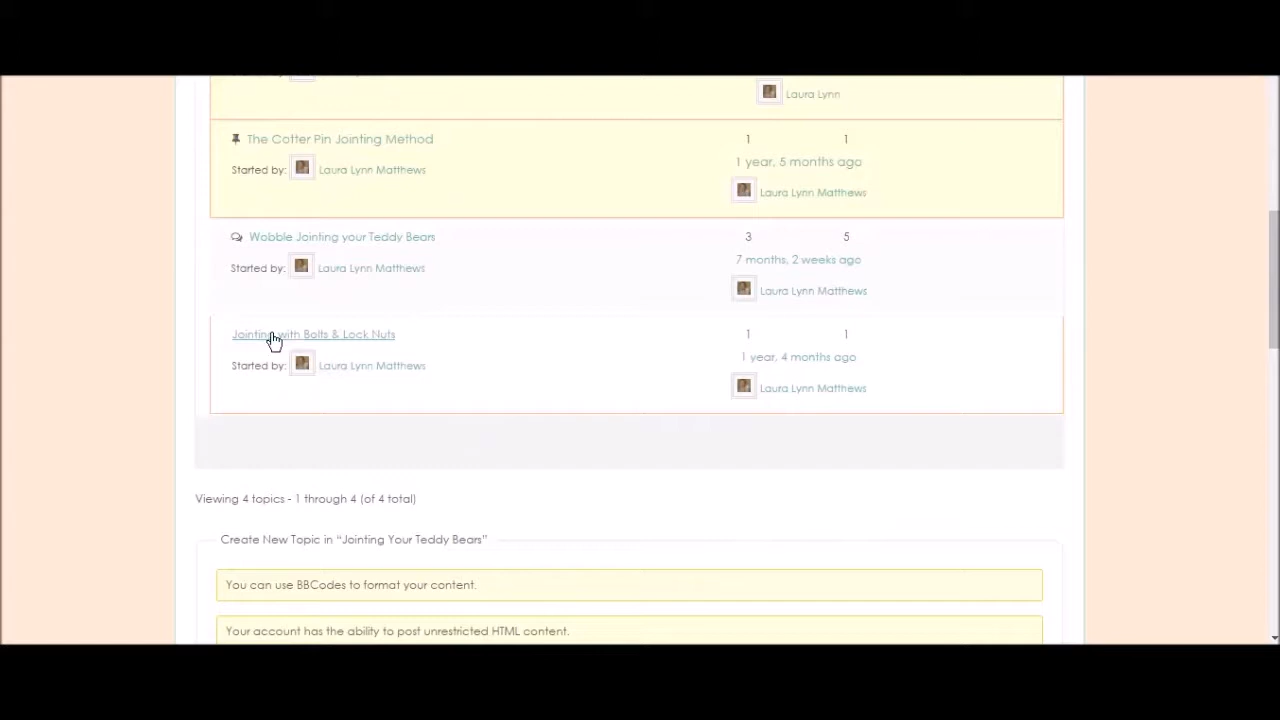 Laura Lynn
The Cotter Pin Jointing Method
1
1
Started by:
Laura Lynn Matthews
1 year, 5 months ago
Laura Lynn Matthews
Wobble Jointing your Teddy Bears
3
5
Started by:
Laura Lynn Matthews
7 months, 2 weeks ago
Laura Lynn Matthews
Jointing with Bolts & Lock Nuts
1
1
Started by:
Laura Lynn Matthews
1 year, 4 months ago
Laura Lynn Matthews
Viewing 4 topics - 1 through 4 (of 4 total)
Create New Topic in “Jointing Your Teddy Bears”
You can use BBCodes to format your content.
Your account has the ability to post unrestricted HTML content.